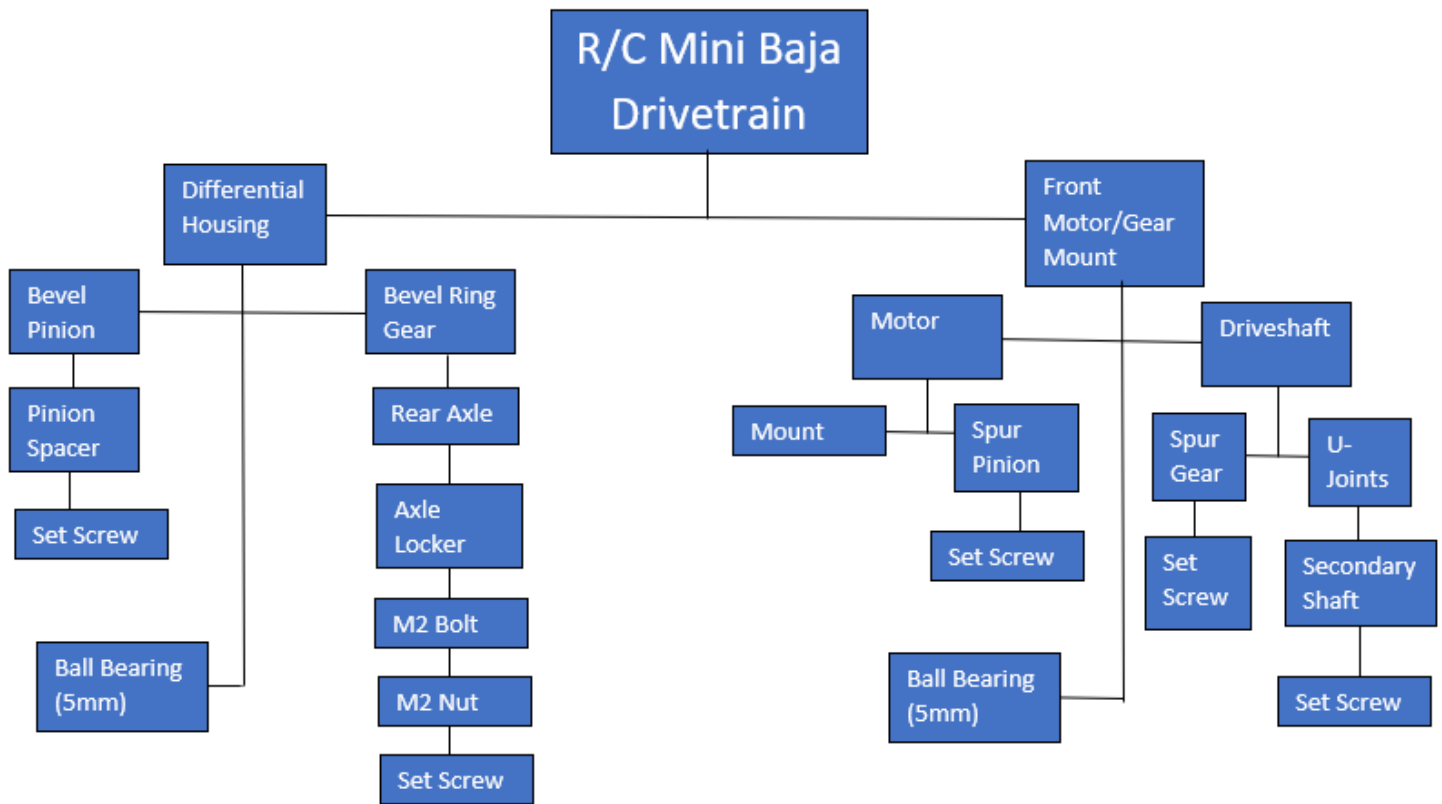 R/C Mini Baja
Drivetrain
Differential
Housing
Front
Motor/Gear
Mount
Bevel
Pinion
Bevel Ring
Gear
Motor
Driveshaft
Pinion
Spacer
Rear Axle
Mount
Spur
Pinion
Spur
Gear
U-
Joints
Set Screw
Axle
Locker
Set Screw
Set
Screw
Secondary
Shaft
M2 Bolt
Ball Bearing
(5mm)
M2 Nut
Ball Bearing
(5mm)
Set Screw
Set Screw